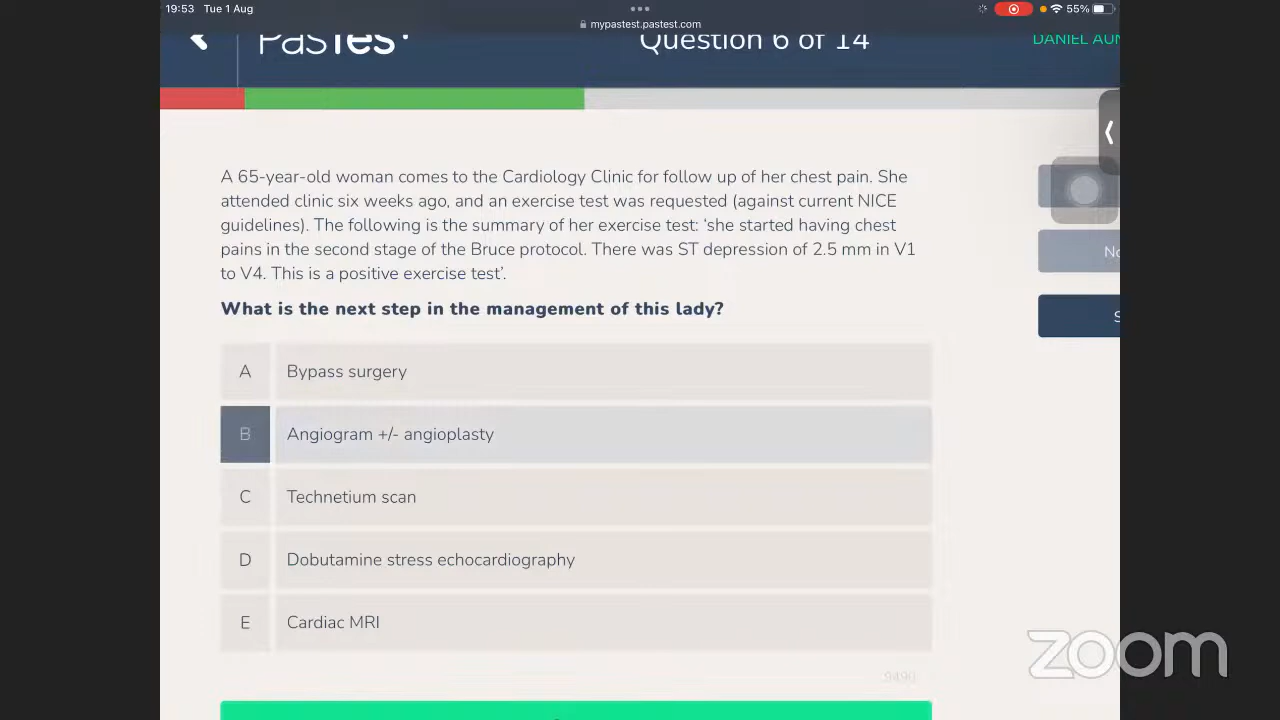 19:53 Tue 1 Aug
55%
mypastest.pastest.com
Pastest
Question 6 of 14
DANIEL AUN
A 65-year-old woman comes to the Cardiology Clinic for follow up of her chest pain. She
attended clinic six weeks ago, and an exercise test was requested (against current NICE
guidelines). The following is the summary of her exercise test: ‘she started having chest
pains in the second stage of the Bruce protocol. There was ST depression of 2.5 mm in V1
to V4. This is a positive exercise test’.
What is the next step in the management of this lady?
A Bypass surgery
B Angiogram +/- angioplasty
C Technetium scan
D Dobutamine stress echocardiography
E Cardiac MRI
9490
zoom